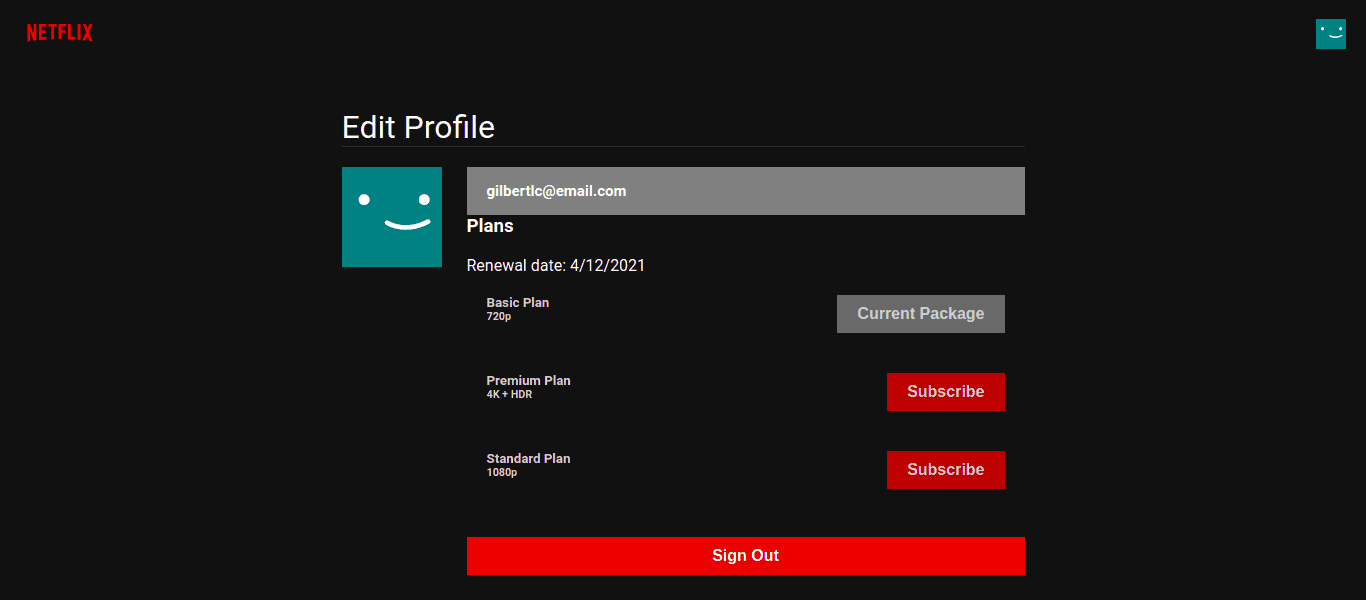 NETFLIX
Edit Profile
gilbertlc@email.com
Plans
Renewal date: 4/12/2021
Basic Plan
720p
Current Package
Premium Plan
4K + HDR
Subscribe
Standard Plan
1080p
Subscribe
Sign Out